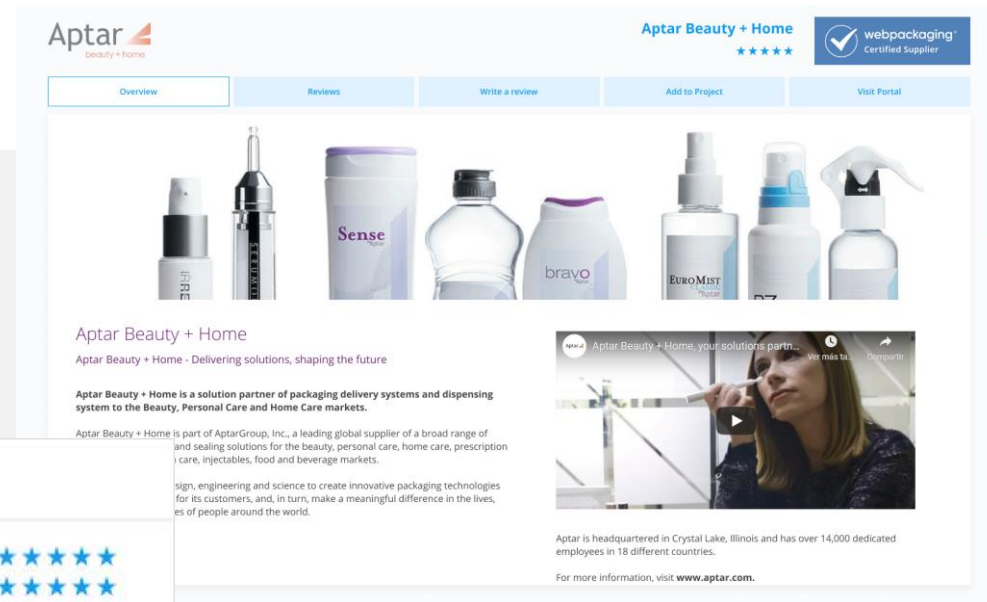 Aptar
beauty + home
Aptar Beauty + Home
webpackaging
Certified Supplier
Overview
Reviews
Write a review
Add to Project
Visit Portal
Sense
Aptar
bravo
Aptar
EUROMIST
CLASSIC
Aptar
Aptar Beauty + Home
Aptar Beauty + Home - Delivering solutions, shaping the future
Aptar Beauty + Home is a solution partner of packaging delivery systems and dispensing
system to the Beauty, Personal Care and Home Care markets.
Aptar Beauty + Home is part of AptarGroup, Inc., a leading global supplier of a broad range of
and sealing solutions for the beauty, personal care, home care, prescription
care, injectables, food and beverage markets.
sign, engineering and science to create innovative packaging technologies
for its customers, and, in turn, make a meaningful difference in the lives,
es of people around the world.
Aptar
Aptar Beauty + Home, your solutions partn...
Ver más ta...
Compartir
Aptar is headquartered in Crystal Lake, Illinois and has over 14,000 dedicated
employees in 18 different countries.
For more information, visit www.aptar.com.